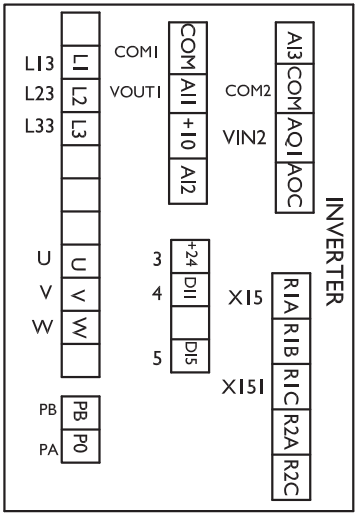 L13 L1
L23 L2
L33 L3
U U
V V
W W
PB PB
PA P0
COM1 COM
VOUT1 AI1
+10
AI2
3 +24
4 DI1
5 DI5
AI3
COM2 COM
VIN2 AQ1
AOC
X15 R1A
R1B
X151 R1C
R2A
R2C
INVERTER